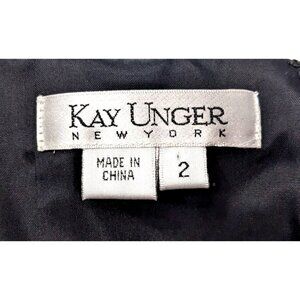 KAY UNGER
NEW YORK
MADE IN
CHINA
2